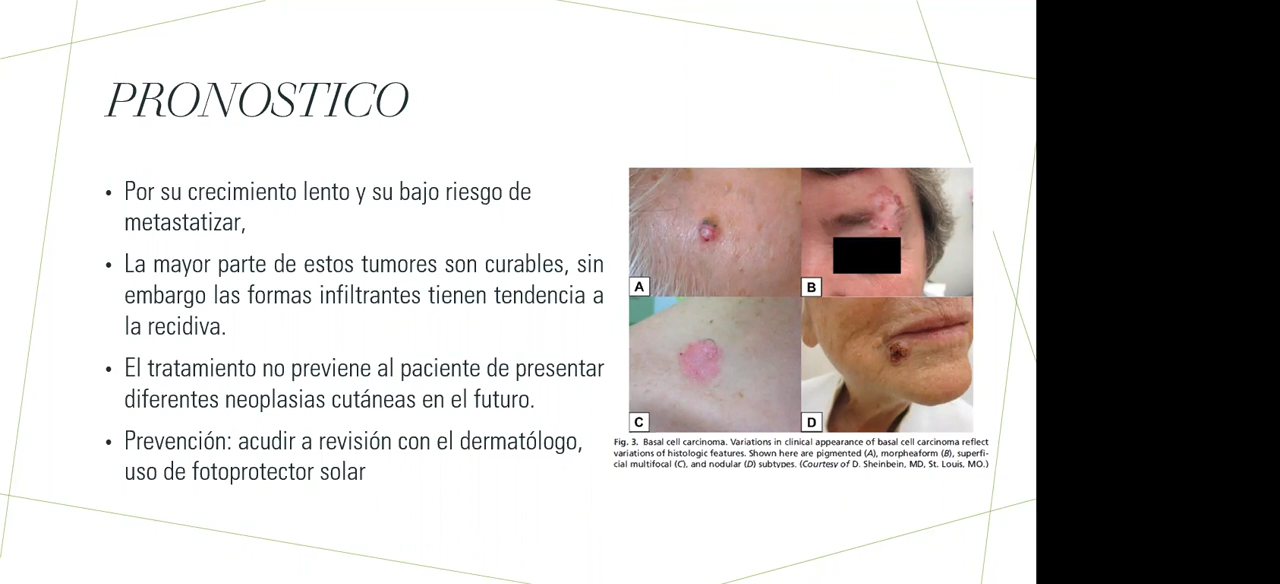 PRONOSTICO
• Por su crecimiento lento y su bajo riesgo de
metastatizar,
• La mayor parte de estos tumores son curables, sin
embargo las formas infiltrantes tienen tendencia a
la recidiva.
• El tratamiento no previene al paciente de presentar
diferentes neoplasias cutáneas en el futuro.
• Prevención: acudir a revisión con el dermatólogo,
uso de fotoprotector solar
A
B
C
D
Fig. 3. Basal cell carcinoma. Variations in clinical appearance of basal cell carcinoma reflect
variations of histologic features. Shown here are pigmented (A), morpheaform (B), superfi-
cial multifocal (C), and nodular (D) subtypes. (Courtesy of D. Sheinbein, MD, St. Louis, MO.)